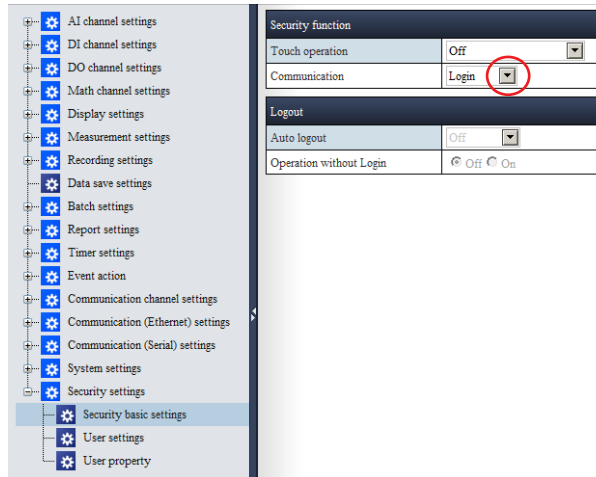 AI channel settings
DI channel settings
DO channel settings
Math channel settings
Display settings
Measurement settings
Recording settings
Data save settings
Batch settings
Report settings
Timer settings
Event action
Communication channel settings
Communication (Ethernet) settings
Communication (Serial) settings
System settings
Security settings
Security basic settings
User settings
User property
Security function
Touch operation Off
Communication Login
Logout
Auto logout Off
Operation without Login Off On